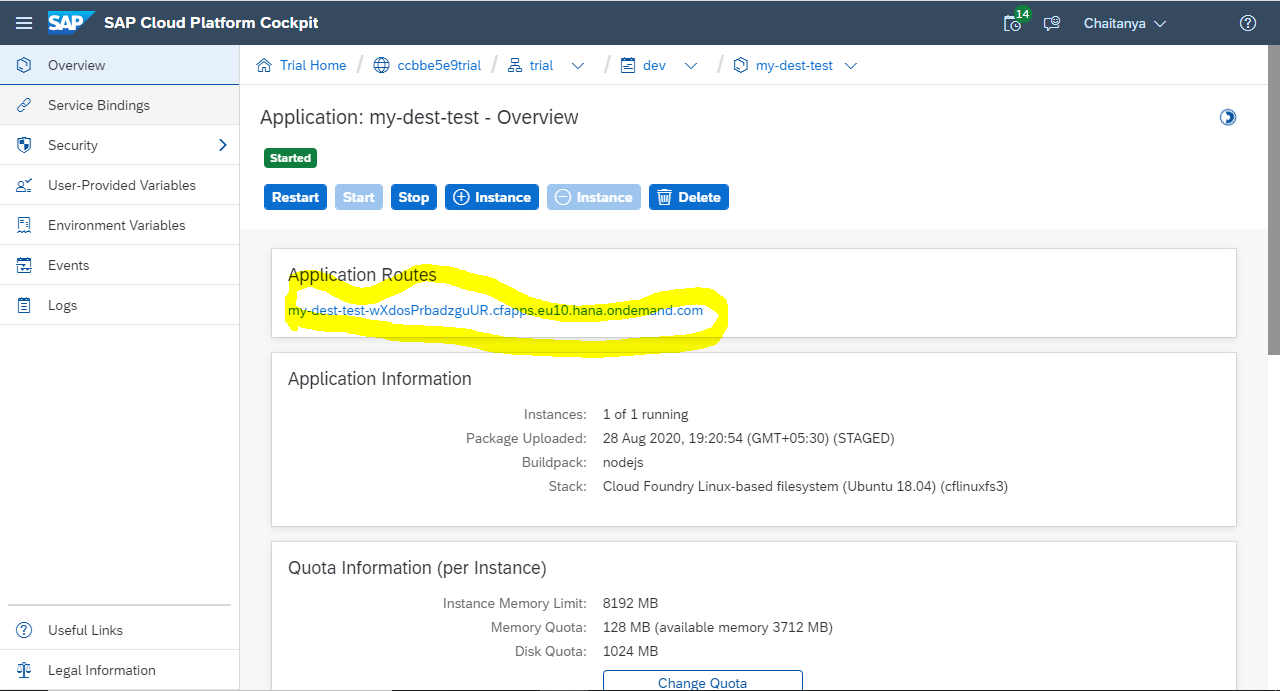 SAP SAP Cloud Platform Cockpit 14 Chaitanya
Overview
Service Bindings
Security
User-Provided Variables
Environment Variables
Events
Logs
Useful Links
Legal Information
Trial Home / ccbbe5e9trial / trial / dev / my-dest-test
Application: my-dest-test - Overview
Started
Restart Start Stop Instance Instance Delete
Application Routes
my-dest-test-wXdosPrbadzguUR.cfapps.eu10.hana.ondemand.com
Application Information
Instances: 1 of 1 running
Package Uploaded: 28 Aug 2020, 19:20:54 (GMT+05:30) (STAGED)
Buildpack: nodejs
Stack: Cloud Foundry Linux-based filesystem (Ubuntu 18.04) (cflinuxfs3)
Quota Information (per Instance)
Instance Memory Limit: 8192 MB
Memory Quota: 128 MB (available memory 3712 MB)
Disk Quota: 1024 MB
Change Quota